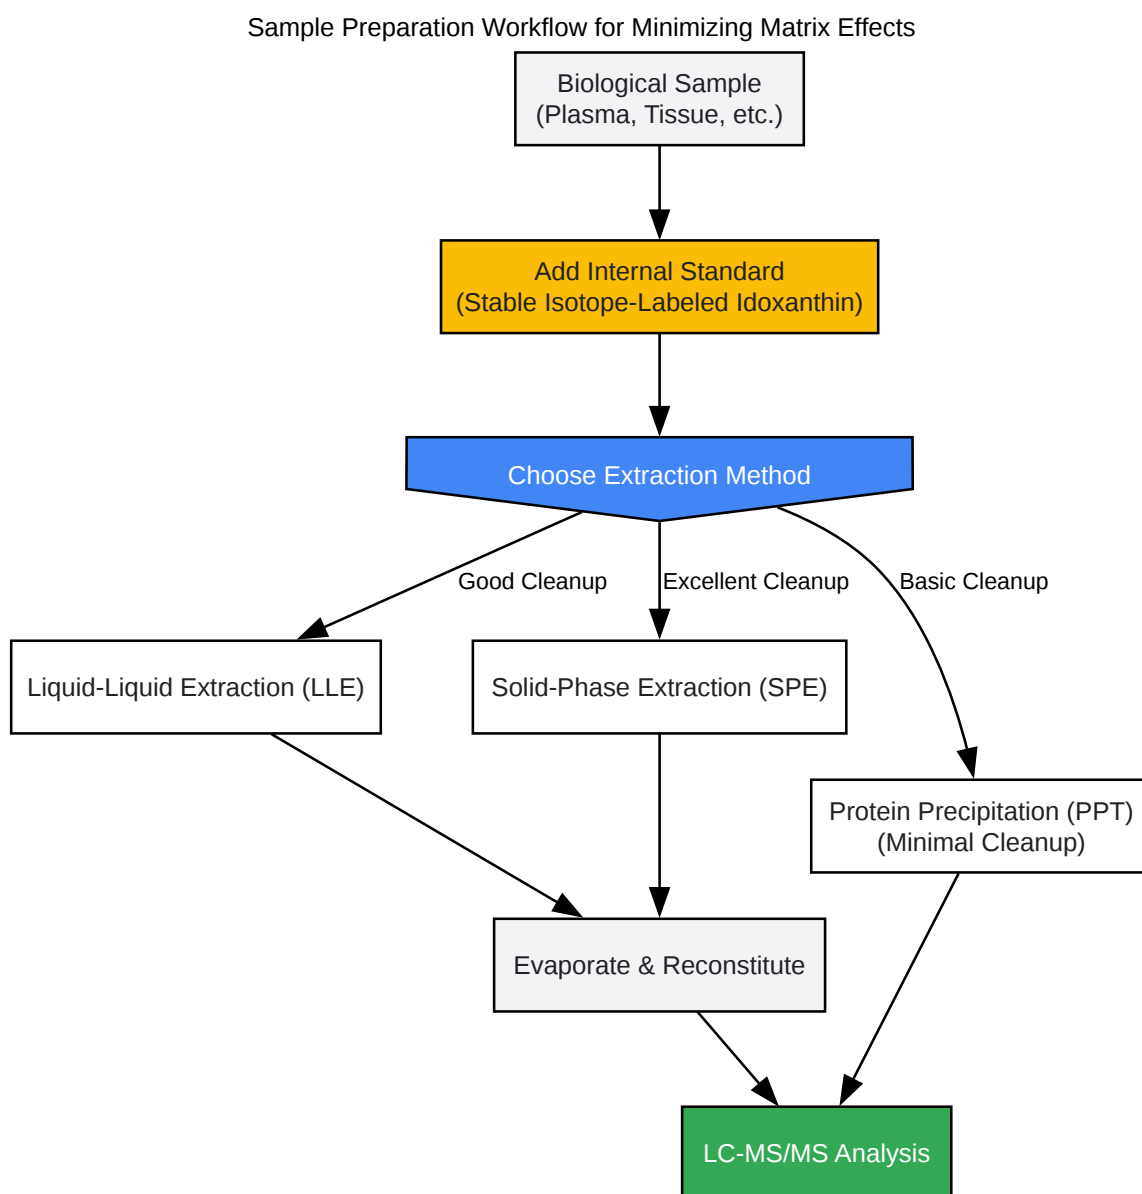 Sample Preparation Workflow for Minimizing Matrix Effects
Biological Sample
(Plasma, Tissue, etc.)
Add Internal Standard
(Stable Isotope-Labeled Idoxanthin)
Choose Extraction Method
Good Cleanup
Excellent Cleanup
Basic Cleanup
Liquid-Liquid Extraction (LLE)
Solid-Phase Extraction (SPE)
Protein Precipitation (PPT)
(Minimal Cleanup)
Evaporate & Reconstitute
LC-MS/MS Analysis